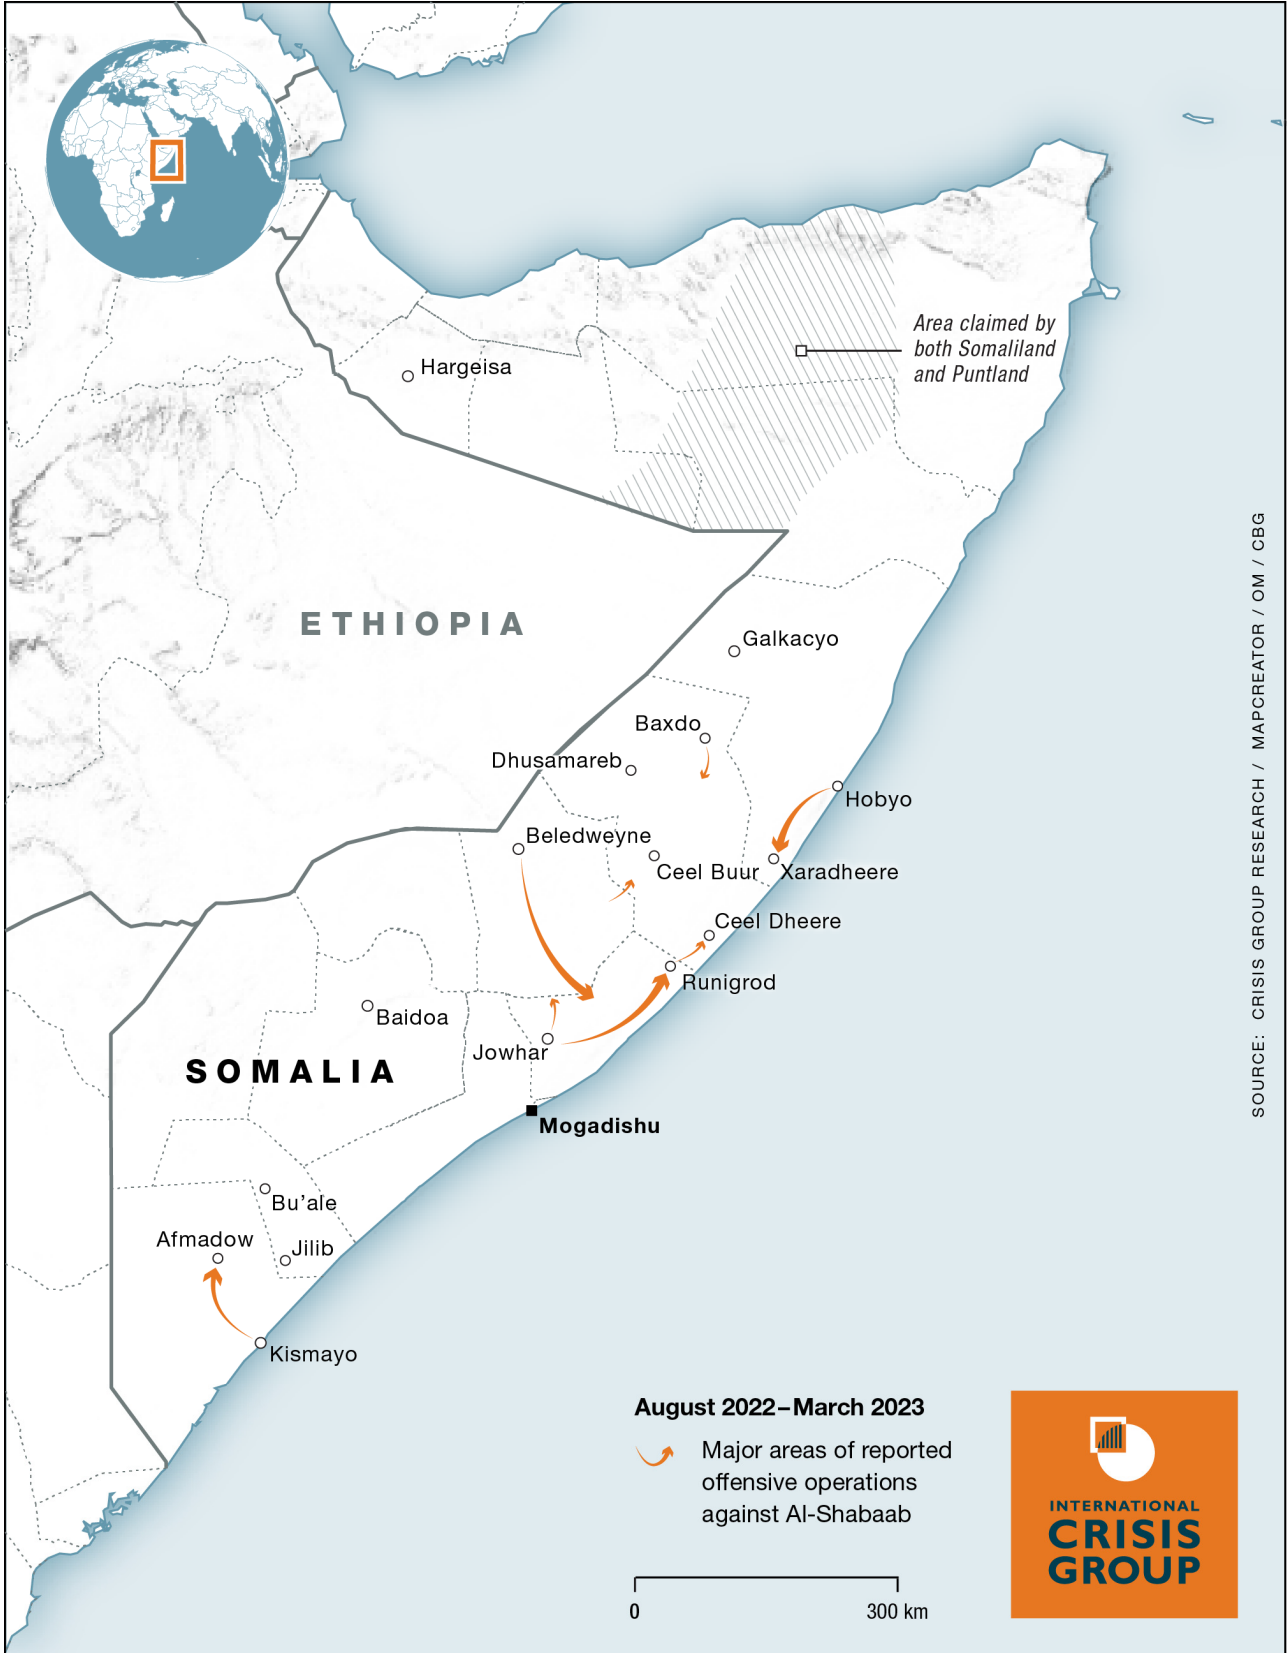 Hargeisa
Area claimed by
both Somaliland
and Puntland
ETHIOPIA
Galkacyo
Baxdo
Dhusamareb
Hobyo
Beledweyne
Ceel Buur
Xaradheere
Ceel Dheere
Runigrod
Baidoa
Jowhar
SOMALIA
Mogadishu
Bu’ale
Afmadow
Jilib
Kismayo
August 2022–March 2023
Major areas of reported
offensive operations
against Al-Shabaab
0
300 km
INTERNATIONAL
CRISIS
GROUP
SOURCE: CRISIS GROUP RESEARCH / MAPCREATOR / OM / CBG